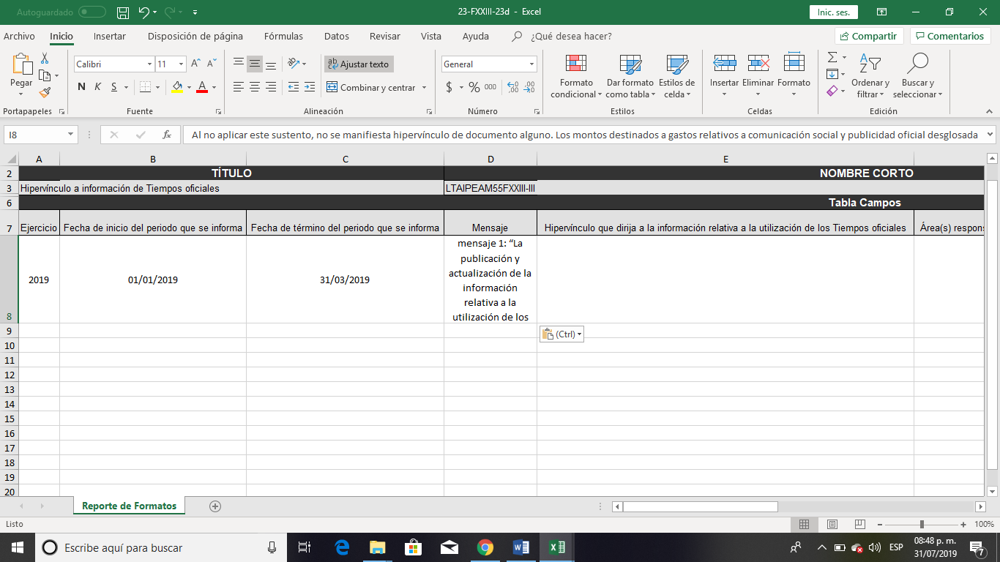 Autoguardado
23-FXXIII-23d - Excel
Inic. ses.
Archivo Inicio Insertar Disposición de página Fórmulas Datos Revisar Vista Ayuda ¿Qué desea hacer? Compartir Comentarios
Calibri 11 Ajustar texto General
Pegar N K S Combinar y centrar $ % 000
Formato condicional
Dar formato como tabla
Estilos de celda
Insertar Eliminar Formato
Ordenar y filtrar
Buscar y seleccionar
Portapapeles Fuente Alineación Número Estilos Celdas Edición
I8 fx Al no aplicar este sustento, no se manifiesta hipervínculo de documento alguno. Los montos destinados a gastos relativos a comunicación social y publicidad oficial desglosada
A B C D E
2 TÍTULO NOMBRE CORTO
3 Hipervínculo a información de Tiempos oficiales LTAIPEAM55FXXIII-III
6 Tabla Campos
7 Ejercicio Fecha de inicio del periodo que se informa Fecha de término del periodo que se informa Mensaje Hipervínculo que dirija a la información relativa a la utilización de los Tiempos oficiales Área(s) respons
8 2019 01/01/2019 31/03/2019
mensaje 1: “La
publicación y
actualización de la
información
relativa a la
utilización de los
9
(Ctrl)
10
11
12
13
14
15
16
17
18
19
20
Reporte de Formatos
Listo
100%
Escribe aquí para buscar
ESP
08:48 p. m.
31/07/2019
7